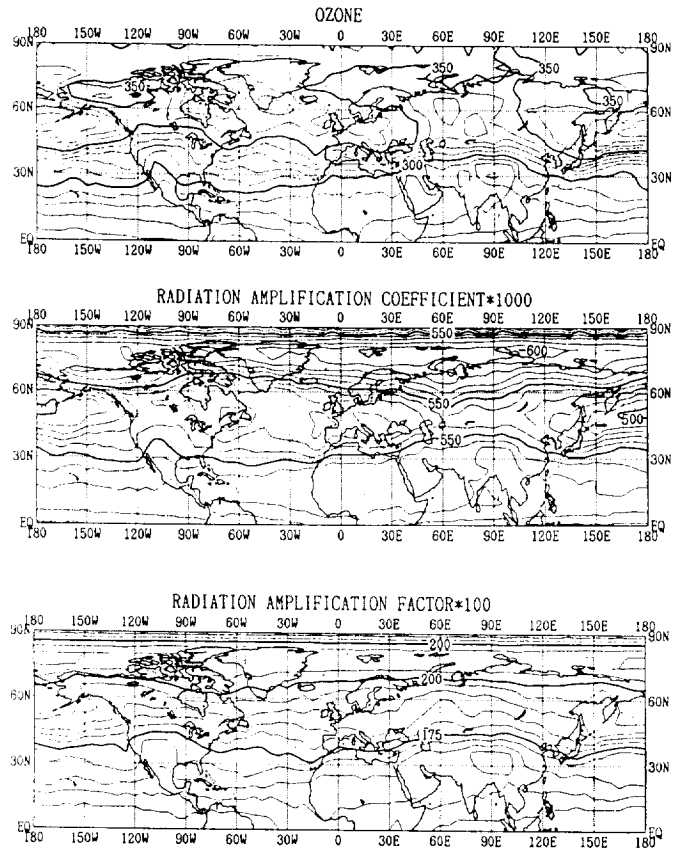 OZONE
180 150W 120W 90W 60W 30W 0 30E 60E 90E 120E 150E 180
90N 90N
350 350 350
350
60N 60N
300
30N 30N
EQ EQ
180 150W 120W 90W 60W 30W 0 30E 60E 90E 120E 150E 180
RADIATION AMPLIFICATION COEFFICIENT*1000
180 150W 120W 90W 60W 30W 0 30E 60E 90E 120E 150E 180
90N 550 90N
600
60N 60N
550
500
550
30N 30N
EQ EQ
180 150W 120W 90W 60W 30W 0 30E 60E 90E 120E 150E 180
RADIATION AMPLIFICATION FACTOR*100
180 150W 120W 90W 60W 30W 0 30E 60E 90E 120E 150E 180
90N 200 90N
200
60N 60N
175
30N 30N
EQ EQ
180 150W 120W 90W 60W 30W 0 30E 60E 90E 120E 150E 180